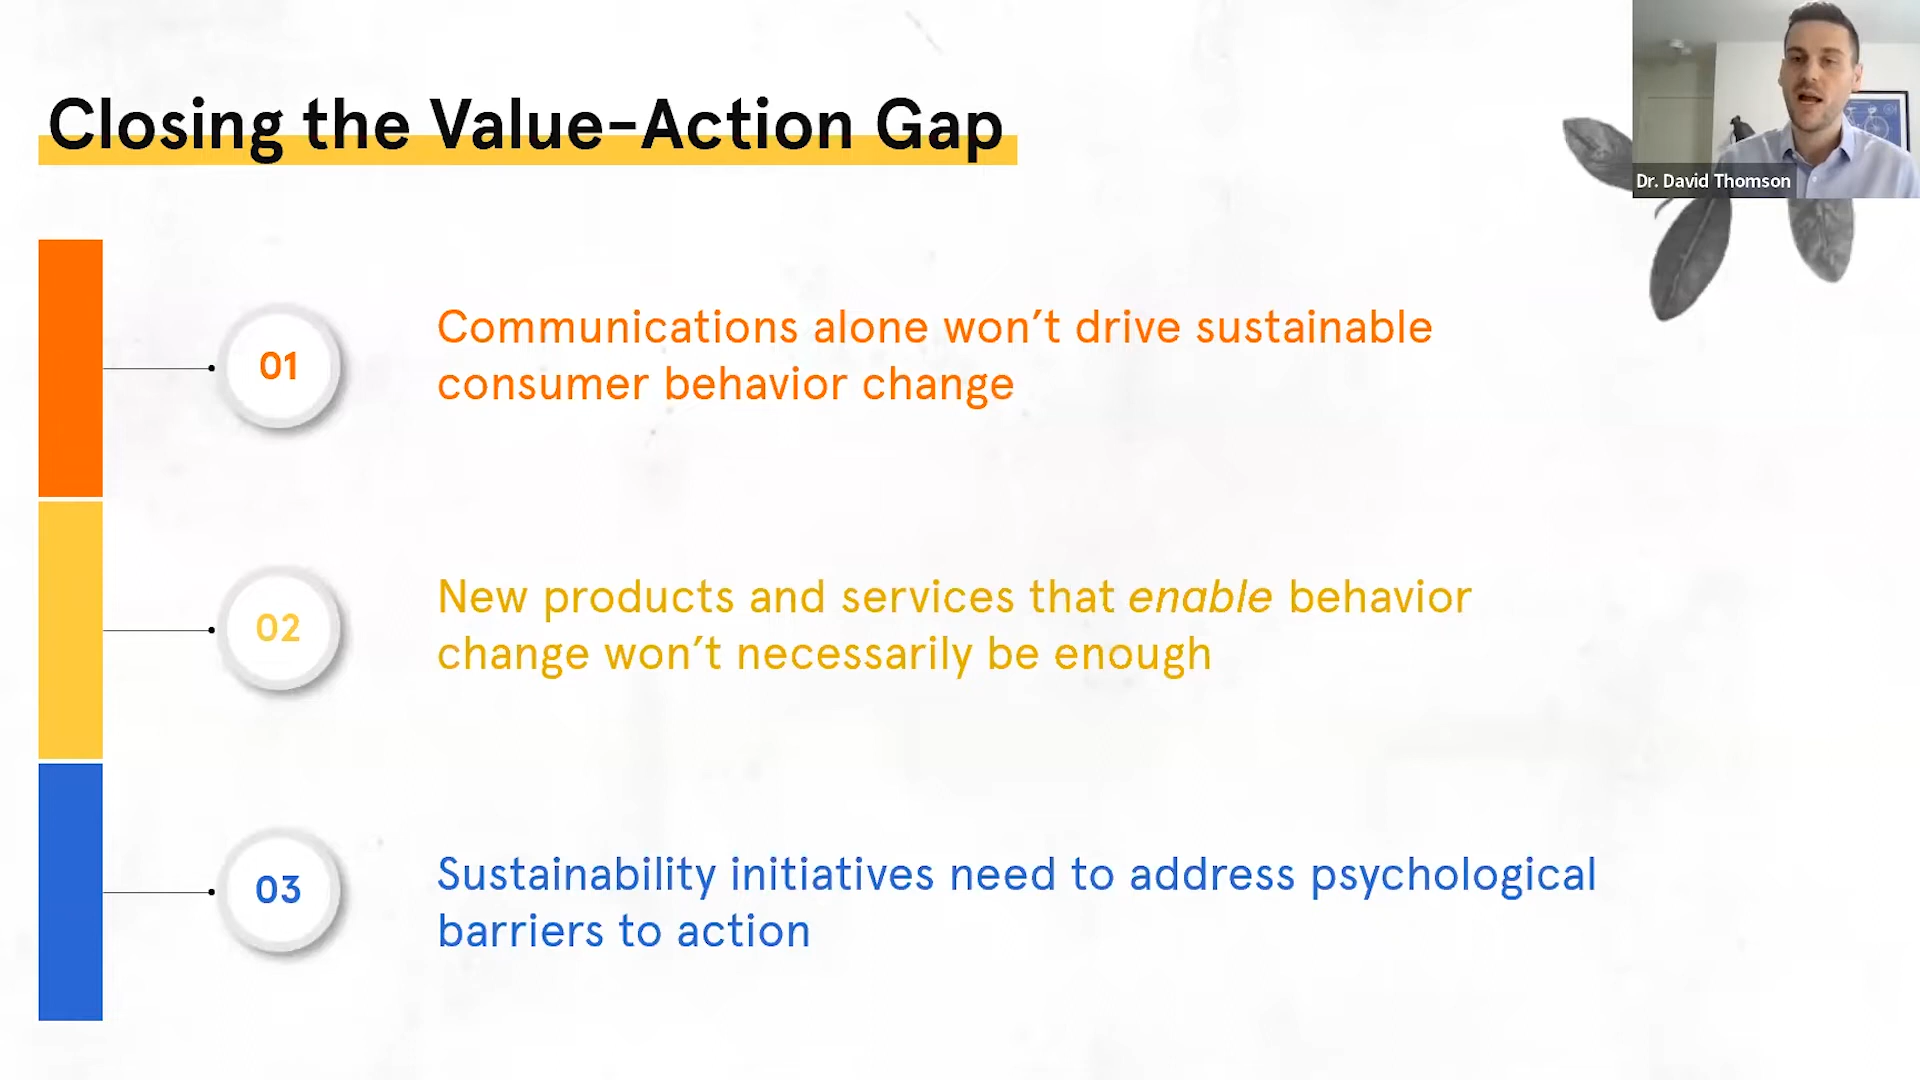 Closing the Value-Action Gap
Dr. David Thomson
01
Communications alone won’t drive sustainable
consumer behavior change
02
New products and services that enable behavior
change won’t necessarily be enough
03
Sustainability initiatives need to address psychological
barriers to action